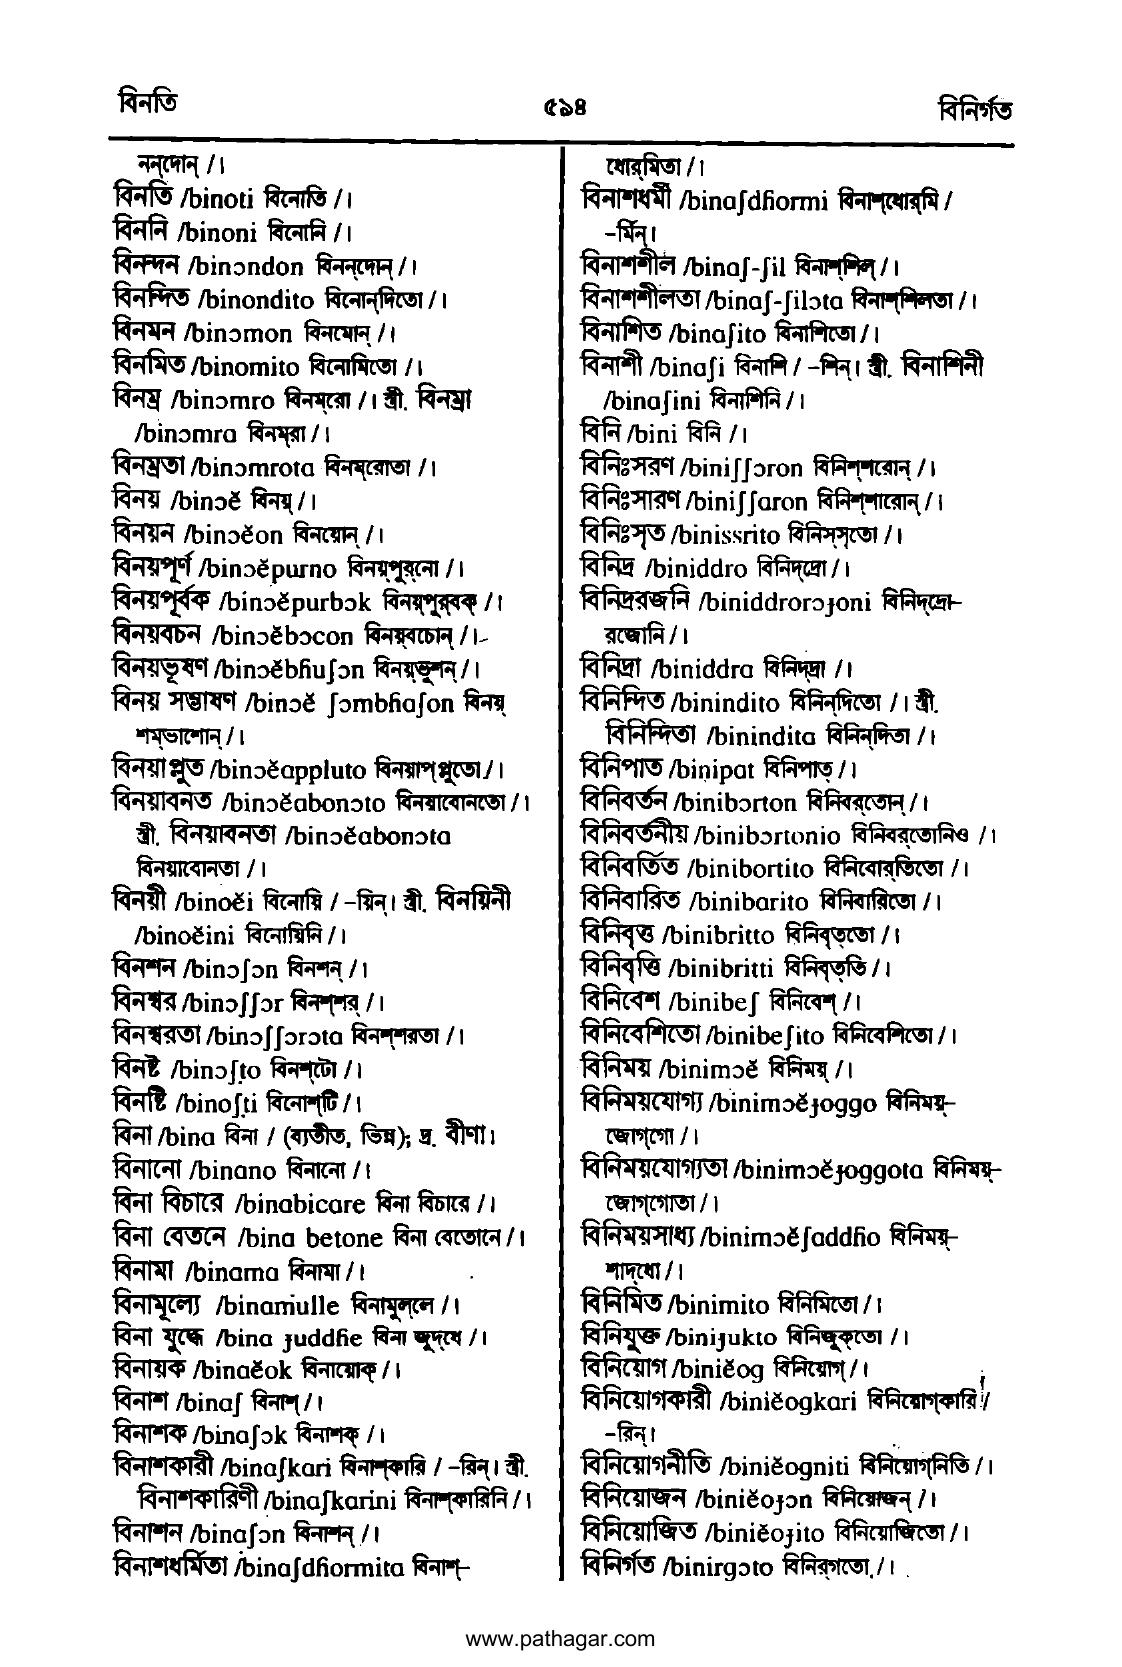 বিনতি ৫৯৪ বিনির্গত
নন্‌দোন্ /।
বিনতি /binoti বিনোতি /।
বিননি /binoni বিনোনি /।
বিনন্দন /binɔndon বিনন্‌দোন্ /।
বিনন্দিত /binondito বিনোন্‌দিতো /।
বিনমন /binɔmon বিনমোন্ /।
বিনমিত /binomito বিনোমিতো /।
বিনম্র /binɔmro বিনম্‌রো /। স্ত্রী. বিনম্রা
/binɔmra বিনম্‌রা /।
বিনম্রতা /binɔmrota বিনম্‌রোতা /।
বিনয় /binɔĕ বিনয়্ /।
বিনয়ন /binɔĕon বিনয়োন্ /।
বিনয়পূর্ণ /binɔĕpurno বিনয়্‌পুর্‌নো /।
বিনয়পূর্বক /binɔĕpurbɔk বিনয়্‌পুর্‌বক্ /।
বিনয়বচন /binɔĕbɔcon বিনয়্‌বচোন্ /।
বিনয়ভূষণ /binɔĕbɦuʃɔn বিনয়্‌ভুশন্ /।
বিনয় সম্ভাষণ /binɔĕ ʃɔmbɦaʃon বিনয়্
শম্‌ভাশোন্ /।
বিনয়াপ্লুত /binɔĕappluto বিনয়াপ্‌প্লুতো /।
বিনয়াবনত /binɔĕabonɔto বিনয়াবোনতো /।
স্ত্রী. বিনয়াবনতা /binɔĕabonɔta
বিনয়াবোনতা /।
বিনয়ী /binoĕi বিনোয়ি / -য়িন্। স্ত্রী. বিনয়িনী
/binoĕini বিনোয়িনি /।
বিনশন /binɔʃɔn বিনশন্ /।
বিনশ্বর /binɔʃʃɔr বিনশ্‌শর্ /।
বিনশ্বরতা /binɔʃʃɔrɔta বিনশ্‌শরতা /।
বিনষ্ট /binɔʃto বিনশ্‌টো /।
বিনষ্টি /binoʃti বিনোশ্‌টি /।
বিনা /bina বিনা / (ব্যতীত, ভিন্ন); দ্র. বীণা।
বিনানো /binano বিনানো /।
বিনা বিচারে /binabicare বিনা বিচারে /।
বিনা বেতনে /bina betone বিনা বেতোনে /।
বিনামা /binama বিনামা /।
বিনামূল্যে /binamulle বিনামুল্‌লে /।
বিনা যুদ্ধে /bina ɟuddɦe বিনা জুদ্‌ধে /।
বিনায়ক /binaĕok বিনায়োক্ /।
বিনাশ /binaʃ বিনাশ্ /।
বিনাশক /binaʃɔk বিনাশক্ /।
বিনাশকারী /binaʃkari বিনাশ্‌কারি / -রিন্। স্ত্রী.
বিনাশকারিণী /binaʃkarini বিনাশ্‌কারিনি /।
বিনাশন /binaʃɔn বিনাশন্ /।
বিনাশধর্মিতা /binaʃdɦormita বিনাশ্‌-
ধোর্‌মিতা /।
বিনাশধর্মী /binaʃdɦormi বিনাশ্‌ধোর্‌মি /
-র্মিন্।
বিনাশশীল /binaʃ-ʃil বিনাশ্‌শিল্ /।
বিনাশশীলতা /binaʃ-ʃilɔta বিনাশ্‌শিলতা /।
বিনাশিত /binaʃito বিনাশিতো /।
বিনাশী /binaʃi বিনাশি / -শিন্। স্ত্রী. বিনাশিনী
/binaʃini বিনাশিনি /।
বিনি /bini বিনি /।
বিনিঃসরণ /biniʃʃɔron বিনিশ্‌শরোন্ /।
বিনিঃসারণ /biniʃʃaron বিনিশ্‌শারোন্ /।
বিনিঃসৃত /binissrito বিনিস্‌সৃতো /।
বিনিদ্র /biniddro বিনিদ্‌দ্রো /।
বিনিদ্ররজনি /biniddrorɔɟoni বিনিদ্‌দ্রো-
রজোনি /।
বিনিদ্রা /biniddra বিনিদ্‌দ্রা /।
বিনিন্দিত /binindito বিনিন্‌দিতো /। স্ত্রী.
বিনিন্দিতা /binindita বিনিন্‌দিতা /।
বিনিপাত /binipat বিনিপাত্ /।
বিনিবর্তন /binibɔrton বিনিবর্‌তোন্ /।
বিনিবর্তনীয় /binibɔrtonio বিনিবর্‌তোনিও /।
বিনিবর্তিত /binibortito বিনিবোর্‌তিতো /।
বিনিবারিত /binibarito বিনিবারিতো /।
বিনিবৃত্ত /binibritto বিনিবৃত্‌তো /।
বিনিবৃত্তি /binibritti বিনিবৃত্‌তি /।
বিনিবেশ /binibeʃ বিনিবেশ্ /।
বিনিবেশিতো /binibeʃito বিনিবেশিতো /।
বিনিময় /binimɔĕ বিনিময়্ /।
বিনিময়যোগ্য /binimɔĕɟoggo বিনিময়্‌-
জোগ্‌গো /।
বিনিময়যোগ্যতা /binimɔĕɟoggota বিনিময়্‌-
জোগ্‌গোতা /।
বিনিময়সাধ্য /binimɔĕʃaddɦo বিনিময়্‌-
শাদ্‌ধো /।
বিনিমিত /binimito বিনিমিতো /।
বিনিযুক্ত /biniɟukto বিনিজুক্‌তো /।
বিনিয়োগ /biniĕog বিনিয়োগ্ /।
বিনিয়োগকারী /biniĕogkari বিনিয়োগ্‌কারি /
-রিন্।
বিনিয়োগনীতি /biniĕogniti বিনিয়োগ্‌নিতি /।
বিনিয়োজন /biniĕoɟɔn বিনিয়োজন্ /।
বিনিয়োজিত /biniĕoɟito বিনিয়োজিতো /।
বিনির্গত /binirgɔto বিনির্‌গতো /।
www.pathagar.com